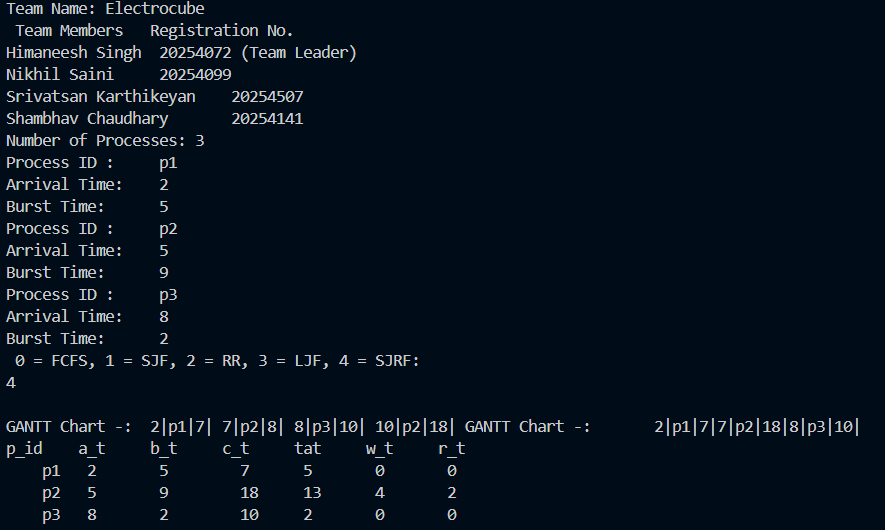 Team Name: Electrocube
Team Members Registration No.
Himaneesh Singh 20254072 (Team Leader)
Nikhil Saini 20254099
Srivatsan Karthikeyan 20254507
Shambhav Chaudhary 20254141
Number of Processes: 3
Process ID : p1
Arrival Time: 2
Burst Time: 5
Process ID : p2
Arrival Time: 5
Burst Time: 9
Process ID : p3
Arrival Time: 8
Burst Time: 2
0 = FCFS, 1 = SJF, 2 = RR, 3 = LJF, 4 = SJRF:
4
GANTT Chart -: 2|p1|7| 7|p2|8| 8|p3|10| 10|p2|18| GANTT Chart -: 2|p1|7|7|p2|18|8|p3|10|
p_id a_t b_t c_t tat w_t r_t
p1 2 5 7 5 0 0
p2 5 9 18 13 4 2
p3 8 2 10 2 0 0